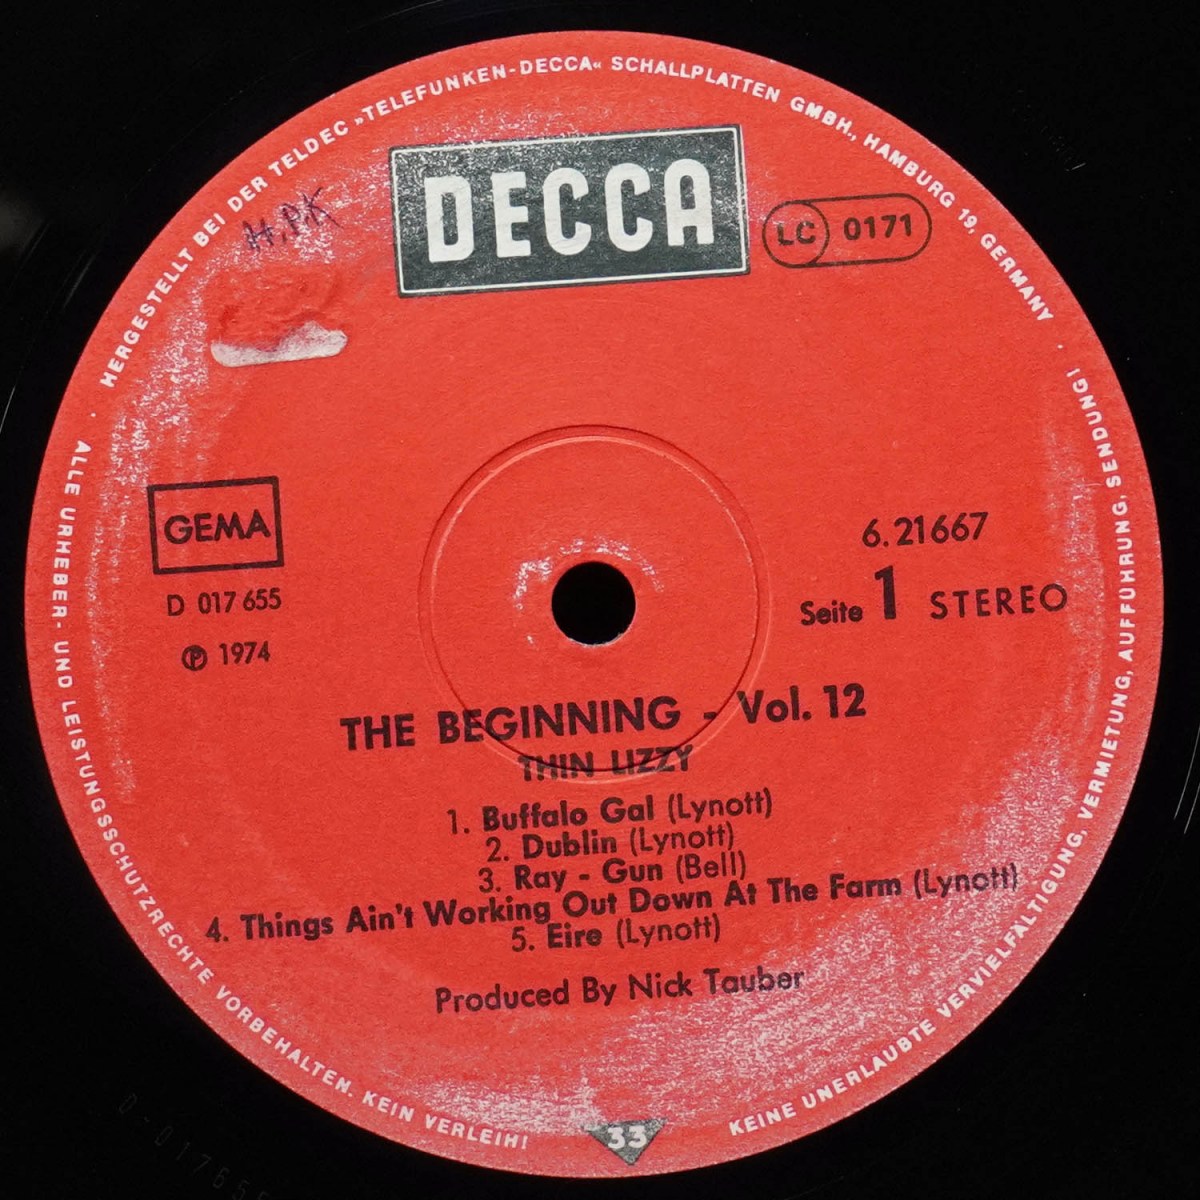 HERGESTELLT BEI DER TELDEC »TELEFUNKEN-DECCA« SCHALLPLATTEN GMBH., HAMBURG 19, GERMANY ·
DECCA
LC 0171
H.PK
GEMA
D 017 655
℗ 1974
6.21667
Seite 1 STEREO
THE BEGINNING - Vol. 12
THIN LIZZY
1. Buffalo Gal (Lynott)
2. Dublin (Lynott)
3. Ray - Gun (Bell)
4. Things Ain't Working Out Down At The Farm (Lynott)
5. Eire (Lynott)
Produced By Nick Tauber
33
· ALLE URHEBER- UND LEISTUNGSSCHUTZRECHTE VORBEHALTEN. KEIN VERLEIH!
KEINE UNERLAUBTE VERVIELFÄLTIGUNG, VERMIETUNG, AUFFÜHRUNG, SENDUNG!